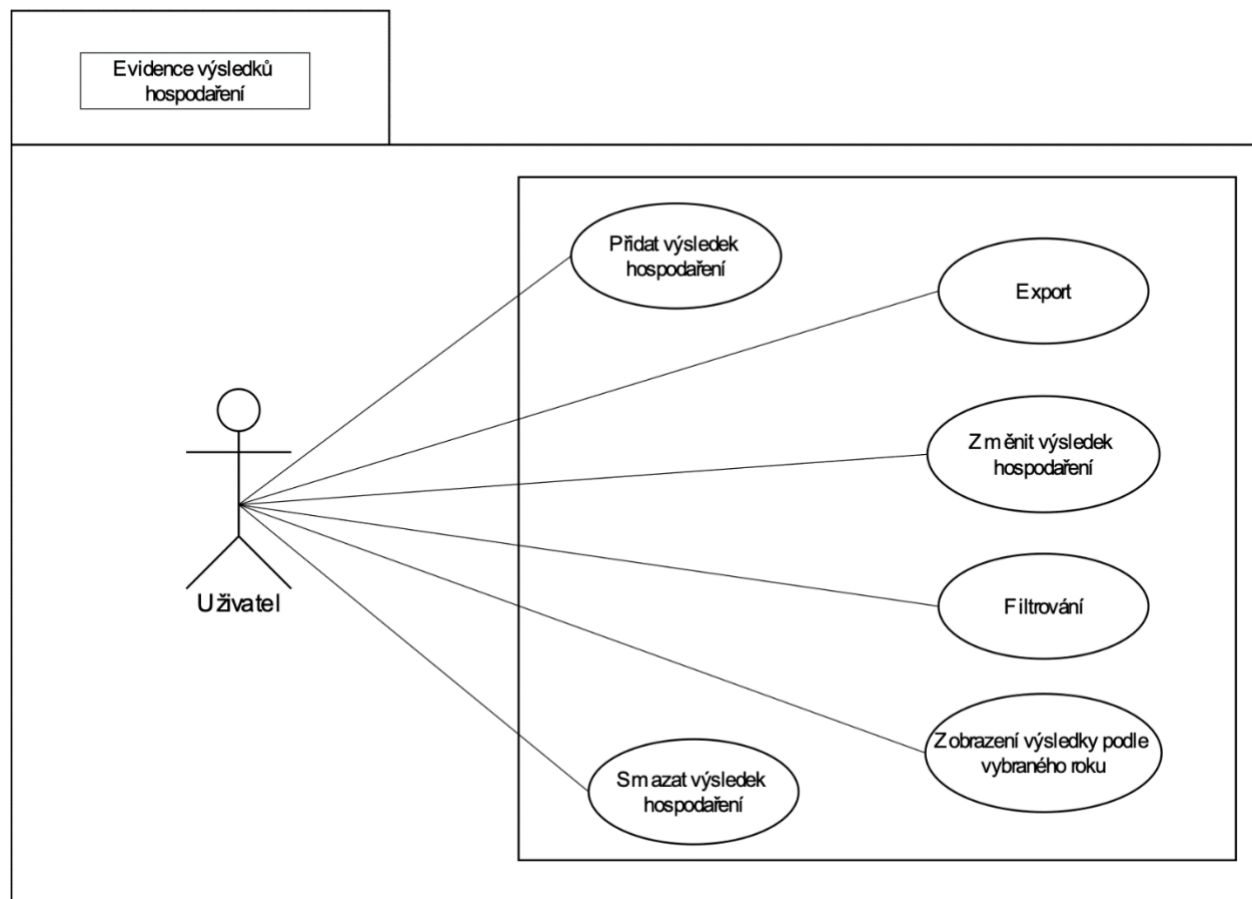 Evidence výsledků
hospodaření
Přidat výsledek
hospodaření
Export
Změnit výsledek
hospodaření
Uživatel
Filtrování
Zobrazení výsledky podle
vybraného roku
Smazat výsledek
hospodaření